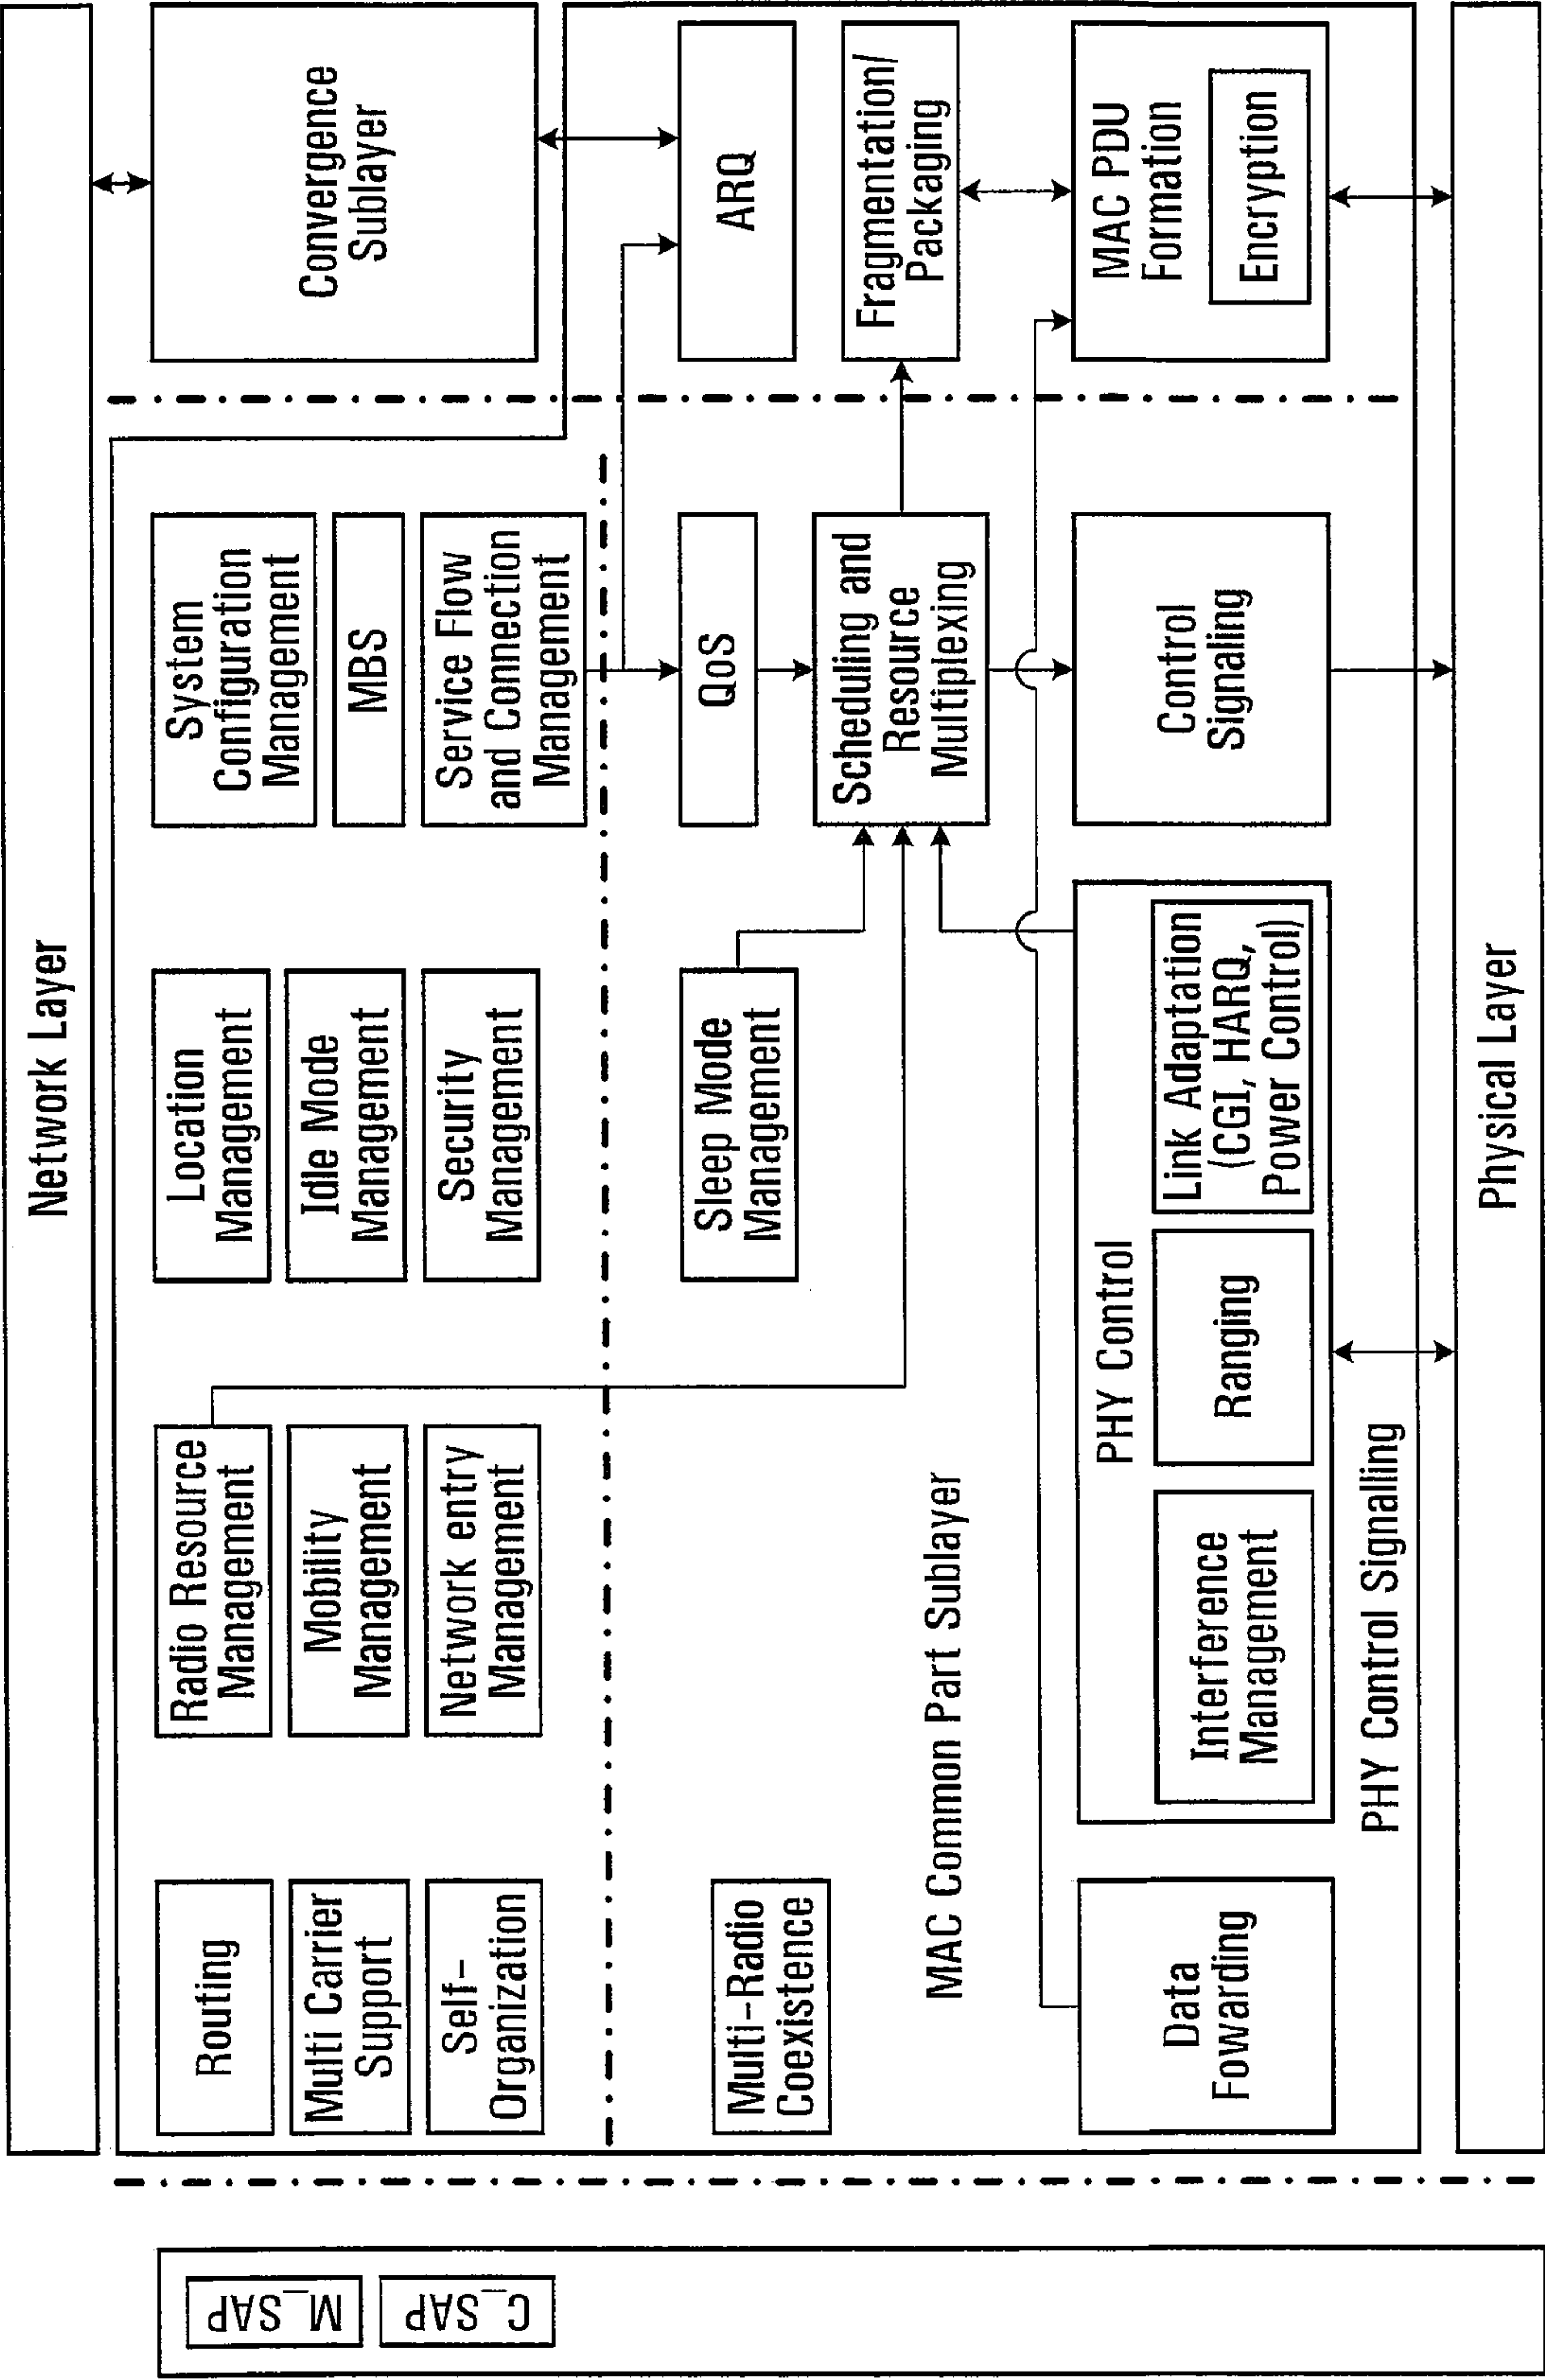 Network Layer
M_SAP
C_SAP
Routing
Multi Carrier
Support
Self-
Organization
Radio Resource
Management
Mobility
Management
Network entry
Management
Location
Management
Idle Mode
Management
Security
Management
System
Configuration
Management
MBS
Service Flow
and Connection
Management
Convergence
Sublayer
Multi-Radio
Coexistence
Sleep Mode
Management
QoS
ARQ
Scheduling and
Resource
Multiplexing
Fragmentation/
Packaging
MAC Common Part Sublayer
Data
Fowarding
PHY Control
Interference
Management
Ranging
Link Adaptation
(CGI, HARQ,
Power Control)
Control
Signaling
MAC PDU
Formation
Encryption
PHY Control Signalling
Physical Layer